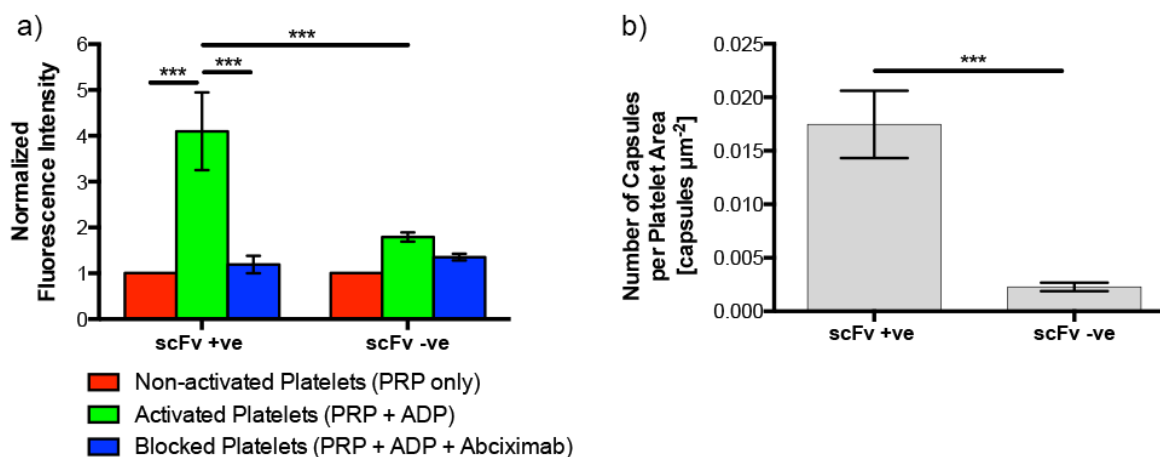 a)
Normalized
Fluorescence Intensity
6
5
4
3
2
1
0
***
***
***
scFv +ve
scFv -ve
Non-activated Platelets (PRP only)
Activated Platelets (PRP + ADP)
Blocked Platelets (PRP + ADP + Abciximab)
b)
Number of Capsules
per Platelet Area
[capsules µm⁻²]
0.025
0.020
0.015
0.010
0.005
0.000
***
scFv +ve
scFv -ve